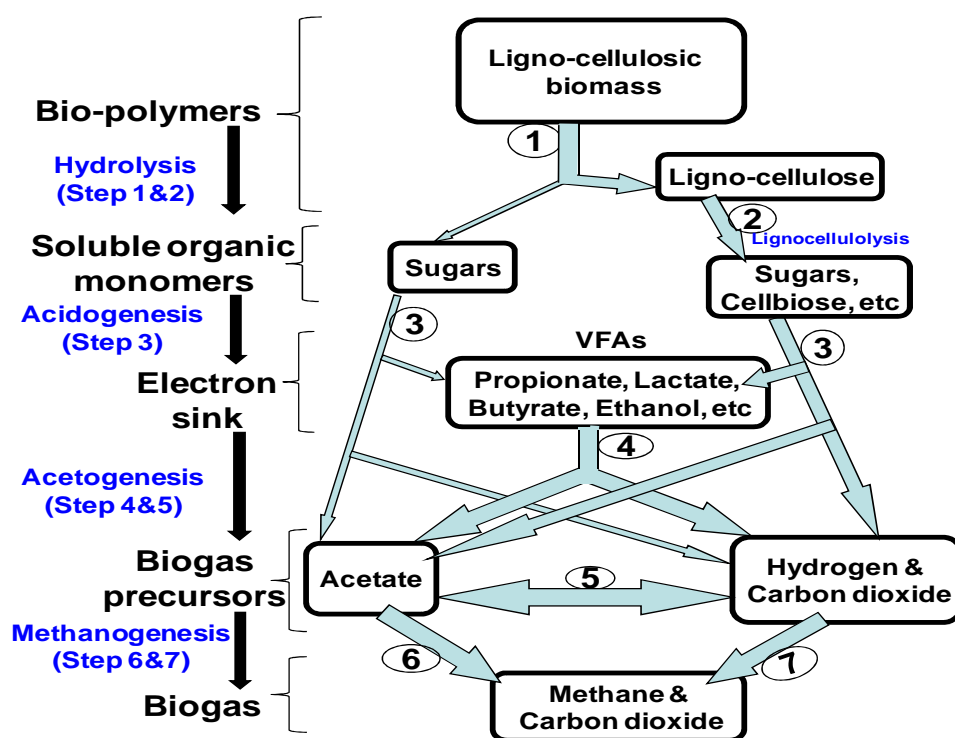 Ligno-cellulosic
biomass
Bio-polymers
1
Hydrolysis
(Step 1&2)
Ligno-cellulose
2
Lignocellulolysis
Soluble organic
monomers
Sugars
Sugars,
Cellbiose, etc
Acidogenesis
(Step 3)
3
3
VFAs
Electron
sink
Propionate, Lactate,
Butyrate, Ethanol, etc
4
Acetogenesis
(Step 4&5)
Biogas
precursors
Acetate
5
Hydrogen &
Carbon dioxide
Methanogenesis
(Step 6&7)
6
7
Biogas
Methane &
Carbon dioxide